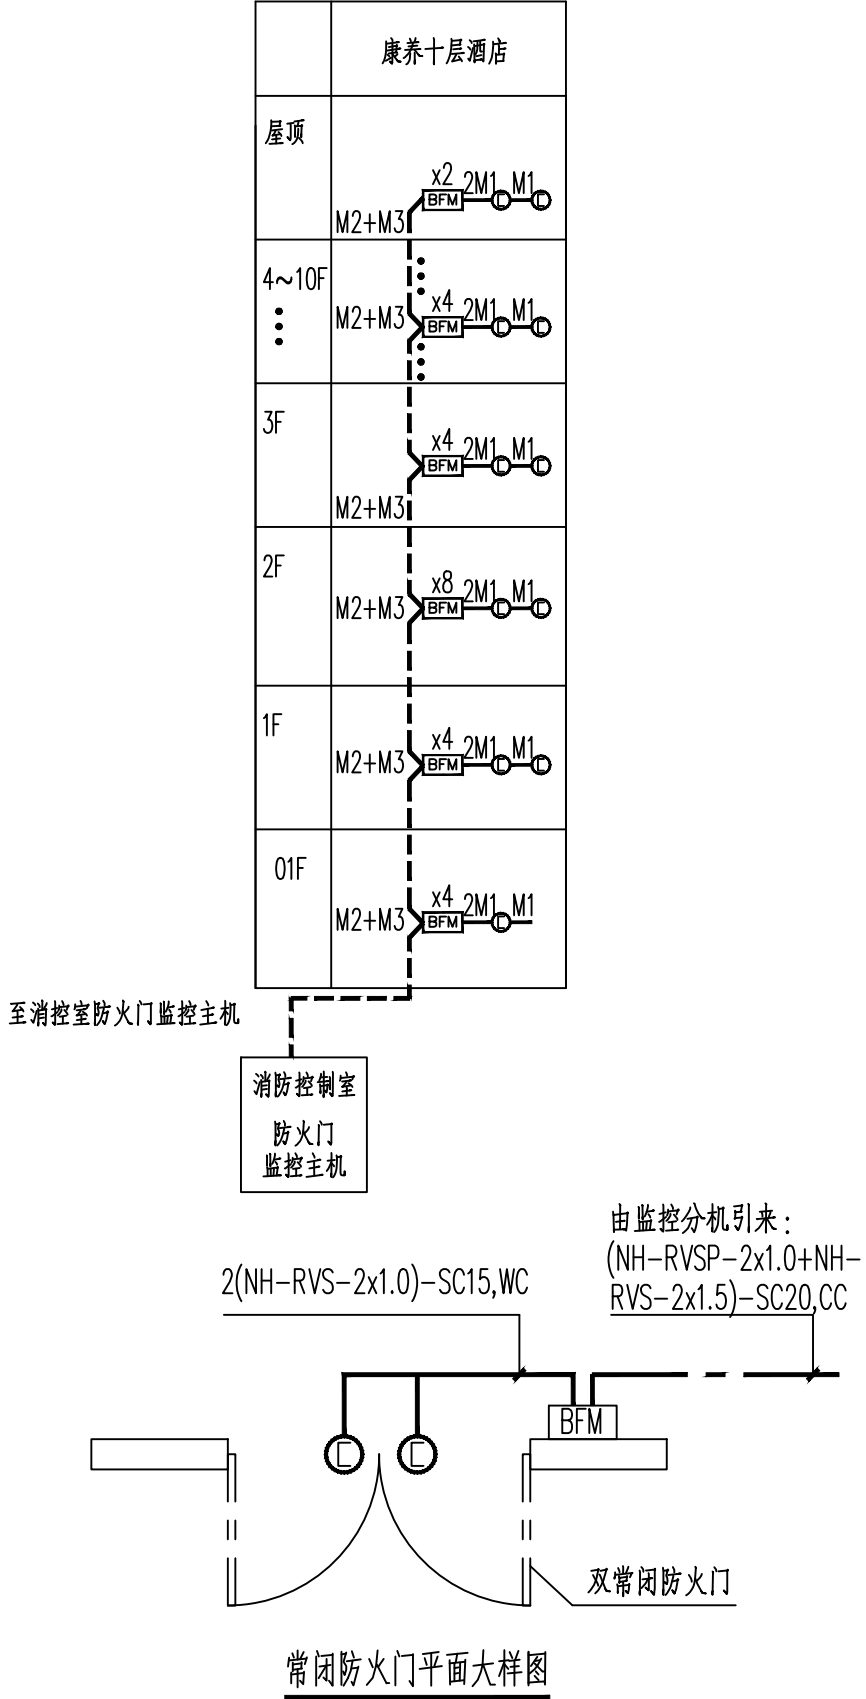 康养十层酒店
屋顶
x2
BFM 2M1 M1
M2+M3
4~10F
x4
M2+M3 BFM 2M1 M1
3F
x4
BFM 2M1 M1
M2+M3
2F
x8
M2+M3 BFM 2M1 M1
1F
x4
M2+M3 BFM 2M1 M1
01F
x4
M2+M3 BFM 2M1 M1
至消控室防火门监控主机
消防控制室
防火门
监控主机
由监控分机引来:
(NH-RVSP-2x1.0+NH-
RVS-2x1.5)-SC20,CC
2(NH-RVS-2x1.0)-SC15,WC
BFM
双常闭防火门
常闭防火门平面大样图